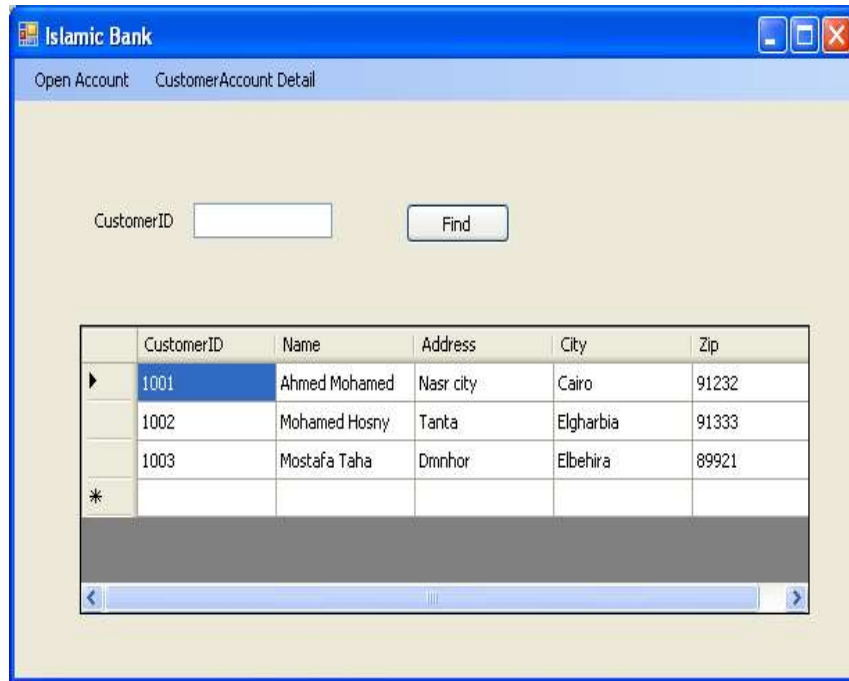 Islamic Bank
Open Account CustomerAccount Detail
CustomerID Find
CustomerID Name Address City Zip
1001 Ahmed Mohamed Nasr city Cairo 91232
1002 Mohamed Hosny Tanta Elgharbia 91333
1003 Mostafa Taha Dmnhor Elbehira 89921